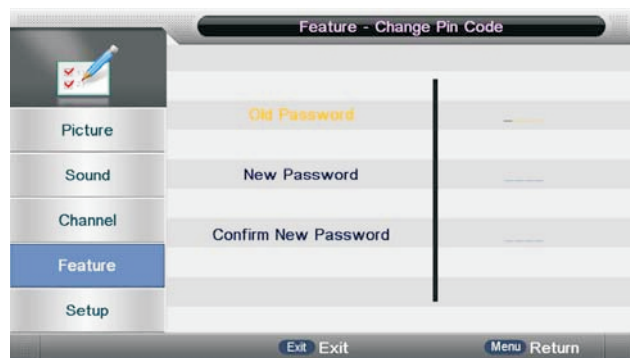 Feature - Change Pin Code
Picture
Sound
Channel
Feature
Setup
Old Password
New Password
Confirm New Password
Exit Exit
Menu Return